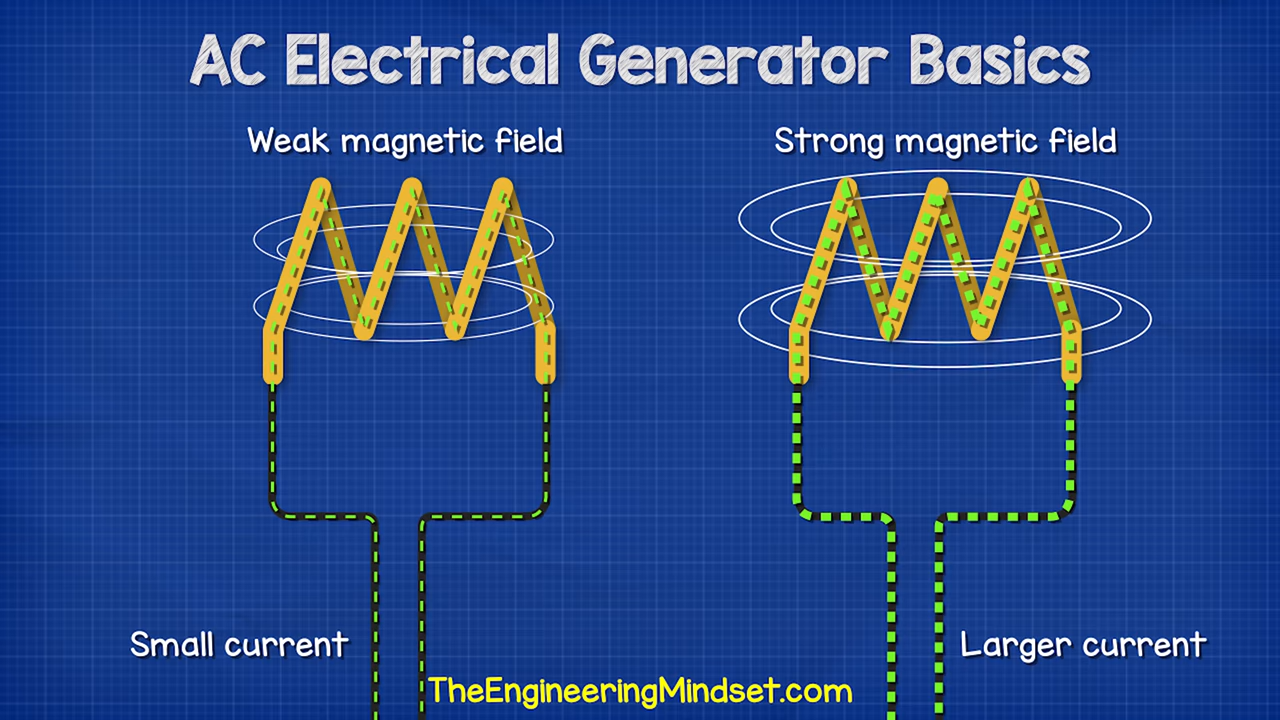 AC Electrical Generator Basics
Weak magnetic field
Strong magnetic field
Small current
Larger current
TheEngineeringMindset.com